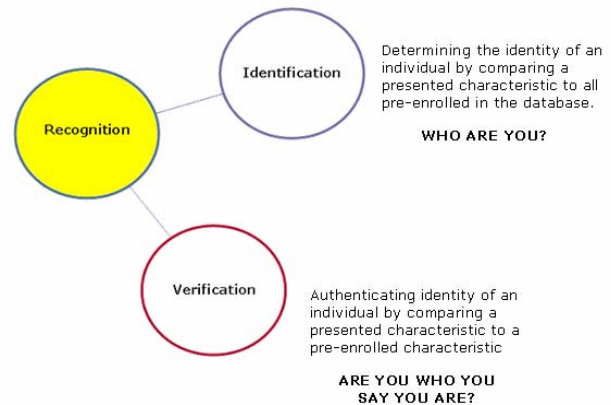 Identification
Determining the identity of an
individual by comparing a
presented characteristic to all
pre-enrolled in the database.
WHO ARE YOU?
Recognition
Verification
Authenticating identity of an
individual by comparing a
presented characteristic to a
pre-enrolled characteristic
ARE YOU WHO YOU
SAY YOU ARE?